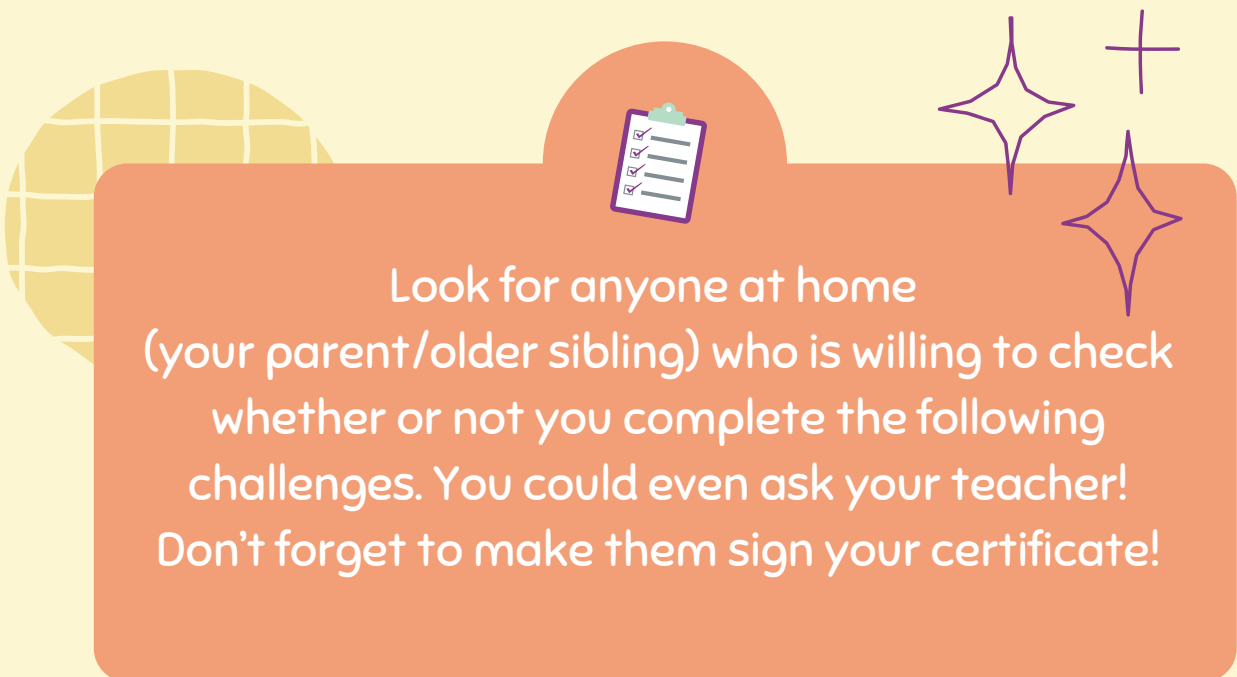 Look for anyone at home
(your parent/older sibling) who is willing to check
whether or not you complete the following
challenges. You could even ask your teacher!
Don’t forget to make them sign your certificate!